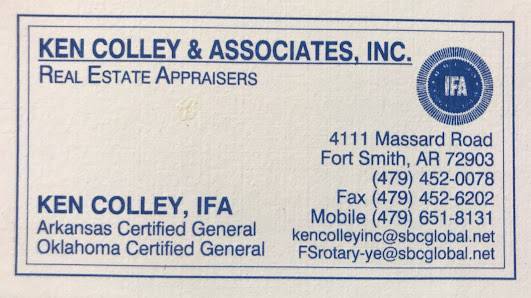 KEN COLLEY & ASSOCIATES, INC.
REAL ESTATE APPRAISERS
IFA
4111 Massard Road
Fort Smith, AR 72903
(479) 452-0078
Fax (479) 452-6202
Mobile (479) 651-8131
kencolleyinc@sbcglobal.net
FSrotary-ye@sbcglobal.net
KEN COLLEY, IFA
Arkansas Certified General
Oklahoma Certified General